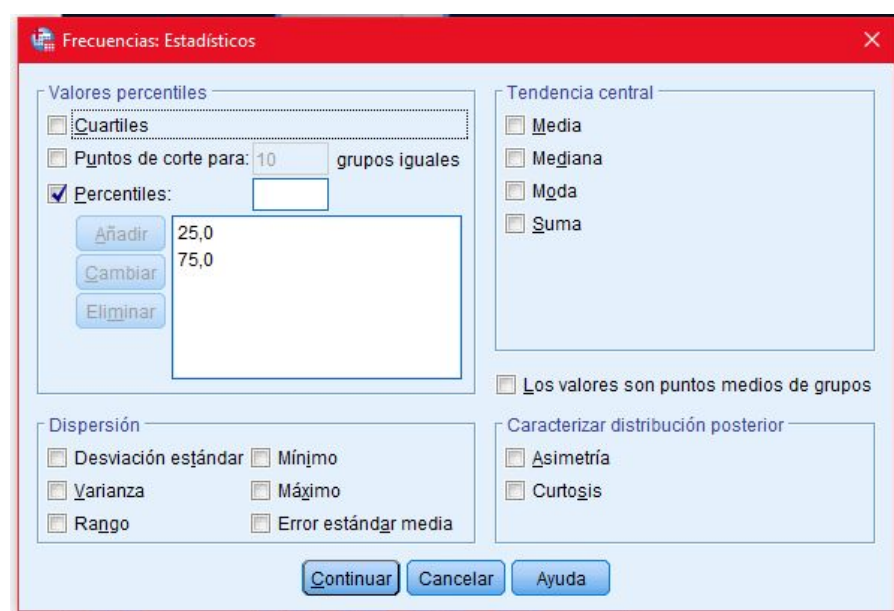 Frecuencias: Estadísticos
Valores percentiles
Cuartiles
Puntos de corte para: 10 grupos iguales
Percentiles:
Añadir
Cambiar
Eliminar
25,0
75,0
Tendencia central
Media
Mediana
Moda
Suma
Los valores son puntos medios de grupos
Dispersión
Desviación estándar Mínimo
Varianza Máximo
Rango Error estándar media
Caracterizar distribución posterior
Asimetría
Curtosis
Continuar Cancelar Ayuda